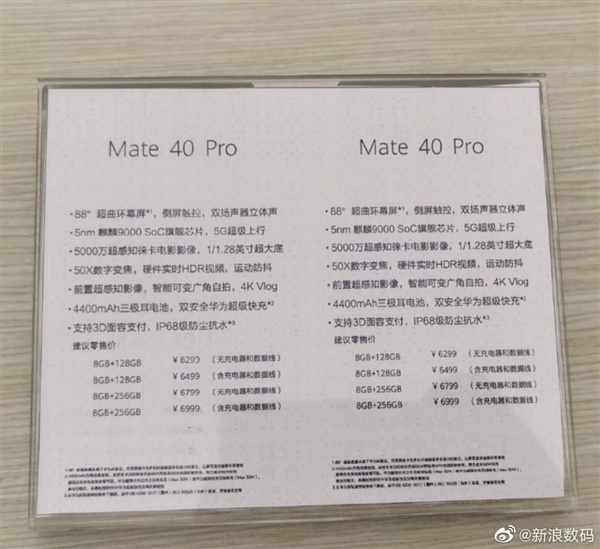 Mate 40 Pro
• 88° 超曲环幕屏*¹，侧屏触控，双扬声器立体声
• 5nm 麒麟9000 SoC旗舰芯片，5G超级上行
• 5000万超感知徕卡电影影像，1/1.28英寸超大底
• 50X数字变焦，硬件实时HDR视频，运动防抖
• 前置超感知影像，智能可变广角自拍，4K Vlog
• 4400mAh三极耳电池，双安全华为超级快充*²
• 支持3D面容支付，IP68级防尘抗水*³
建议零售价
8GB+128GB ￥6299 （无充电器和数据线）
8GB+128GB ￥6499 （含充电器和数据线）
8GB+256GB ￥6799 （无充电器和数据线）
8GB+256GB ￥6999 （含充电器和数据线）
Mate 40 Pro
• 88° 超曲环幕屏*¹，侧屏触控，双扬声器立体声
• 5nm 麒麟9000 SoC旗舰芯片，5G超级上行
• 5000万超感知徕卡电影影像，1/1.28英寸超大底
• 50X数字变焦，硬件实时HDR视频，运动防抖
• 前置超感知影像，智能可变广角自拍，4K Vlog
• 4400mAh三极耳电池，双安全华为超级快充*²
• 支持3D面容支付，IP68级防尘抗水*³
建议零售价
8GB+128GB ￥6299 （无充电器和数据线）
8GB+128GB ￥6499 （含充电器和数据线）
8GB+256GB ￥6799 （无充电器和数据线）
8GB+256GB ￥6999 （含充电器和数据线）
@新浪数码